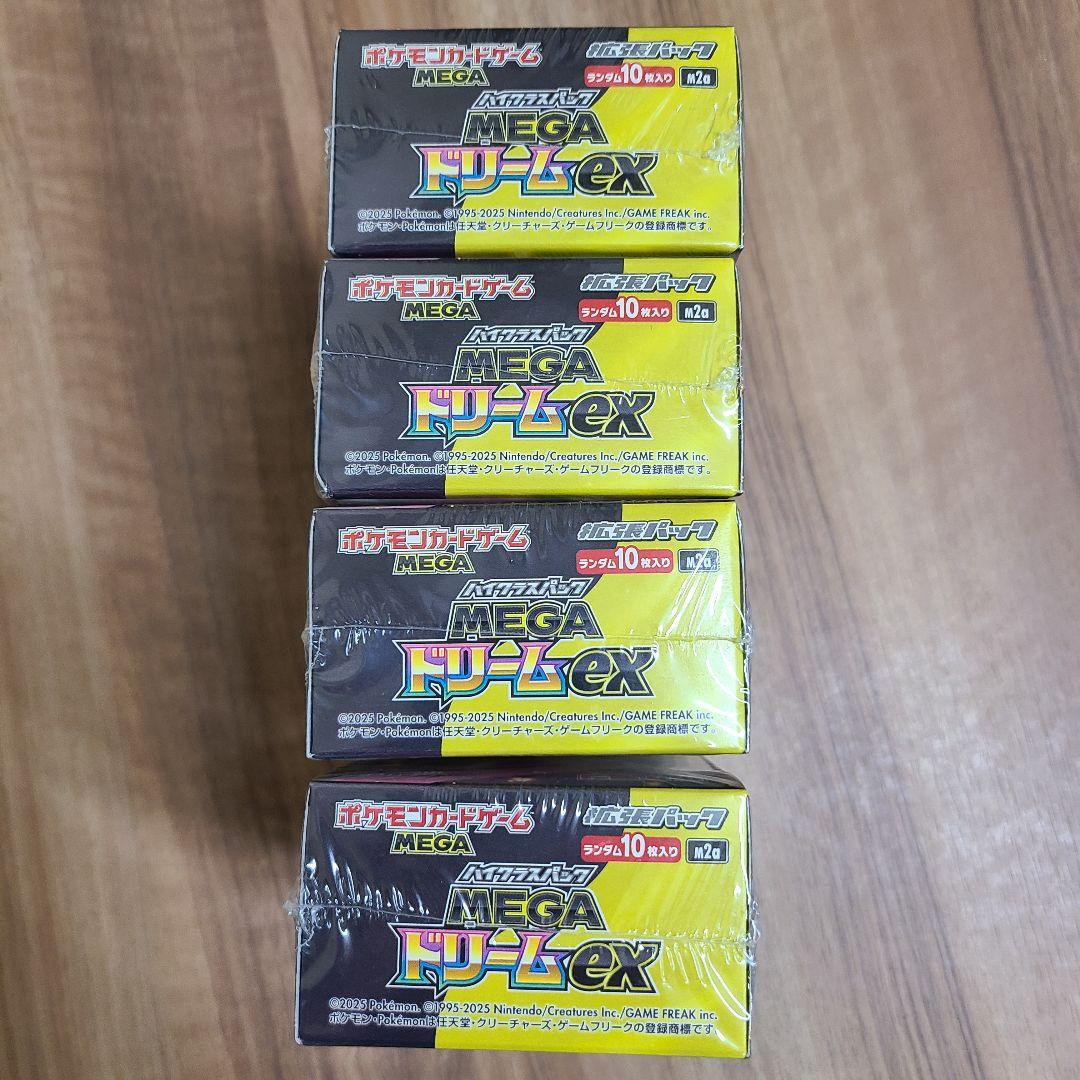 ポケモンカードゲーム
MEGA
拡張パック
ランダム10枚入り M2a
ハイクラスパック
MEGA
ドリームex
©2025 Pokémon. ©1995-2025 Nintendo/Creatures Inc./GAME FREAK inc.
ポケモン・Pokémonは任天堂・クリーチャーズ・ゲームフリークの登録商標です。
ポケモンカードゲーム
MEGA
拡張パック
ランダム10枚入り M2a
ハイクラスパック
MEGA
ドリームex
©2025 Pokémon. ©1995-2025 Nintendo/Creatures Inc./GAME FREAK inc.
ポケモン・Pokémonは任天堂・クリーチャーズ・ゲームフリークの登録商標です。
ポケモンカードゲーム
MEGA
拡張パック
ランダム10枚入り M2a
ハイクラスパック
MEGA
ドリームex
©2025 Pokémon. ©1995-2025 Nintendo/Creatures Inc./GAME FREAK inc.
ポケモン・Pokémonは任天堂・クリーチャーズ・ゲームフリークの登録商標です。
ポケモンカードゲーム
MEGA
拡張パック
ランダム10枚入り M2a
ハイクラスパック
MEGA
ドリームex
©2025 Pokémon. ©1995-2025 Nintendo/Creatures Inc./GAME FREAK inc.
ポケモン・Pokémonは任天堂・クリーチャーズ・ゲームフリークの登録商標です。